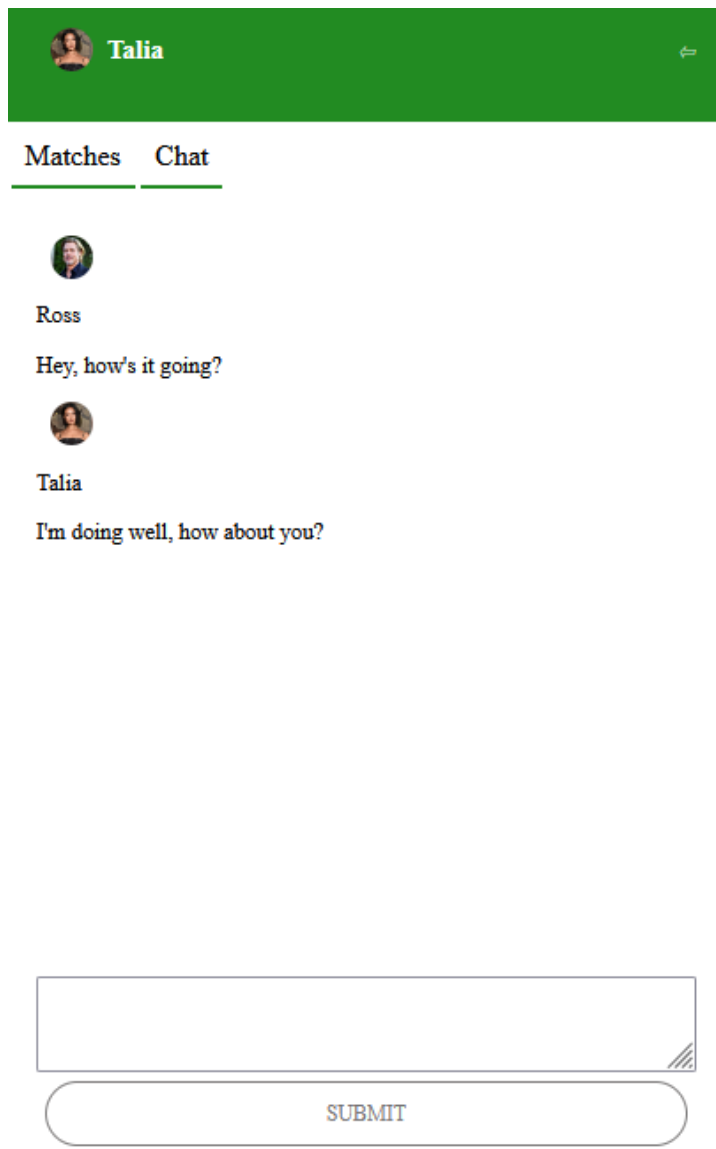 Talia
⇦
Matches Chat
Ross
Hey, how's it going?
Talia
I'm doing well, how about you?
SUBMIT